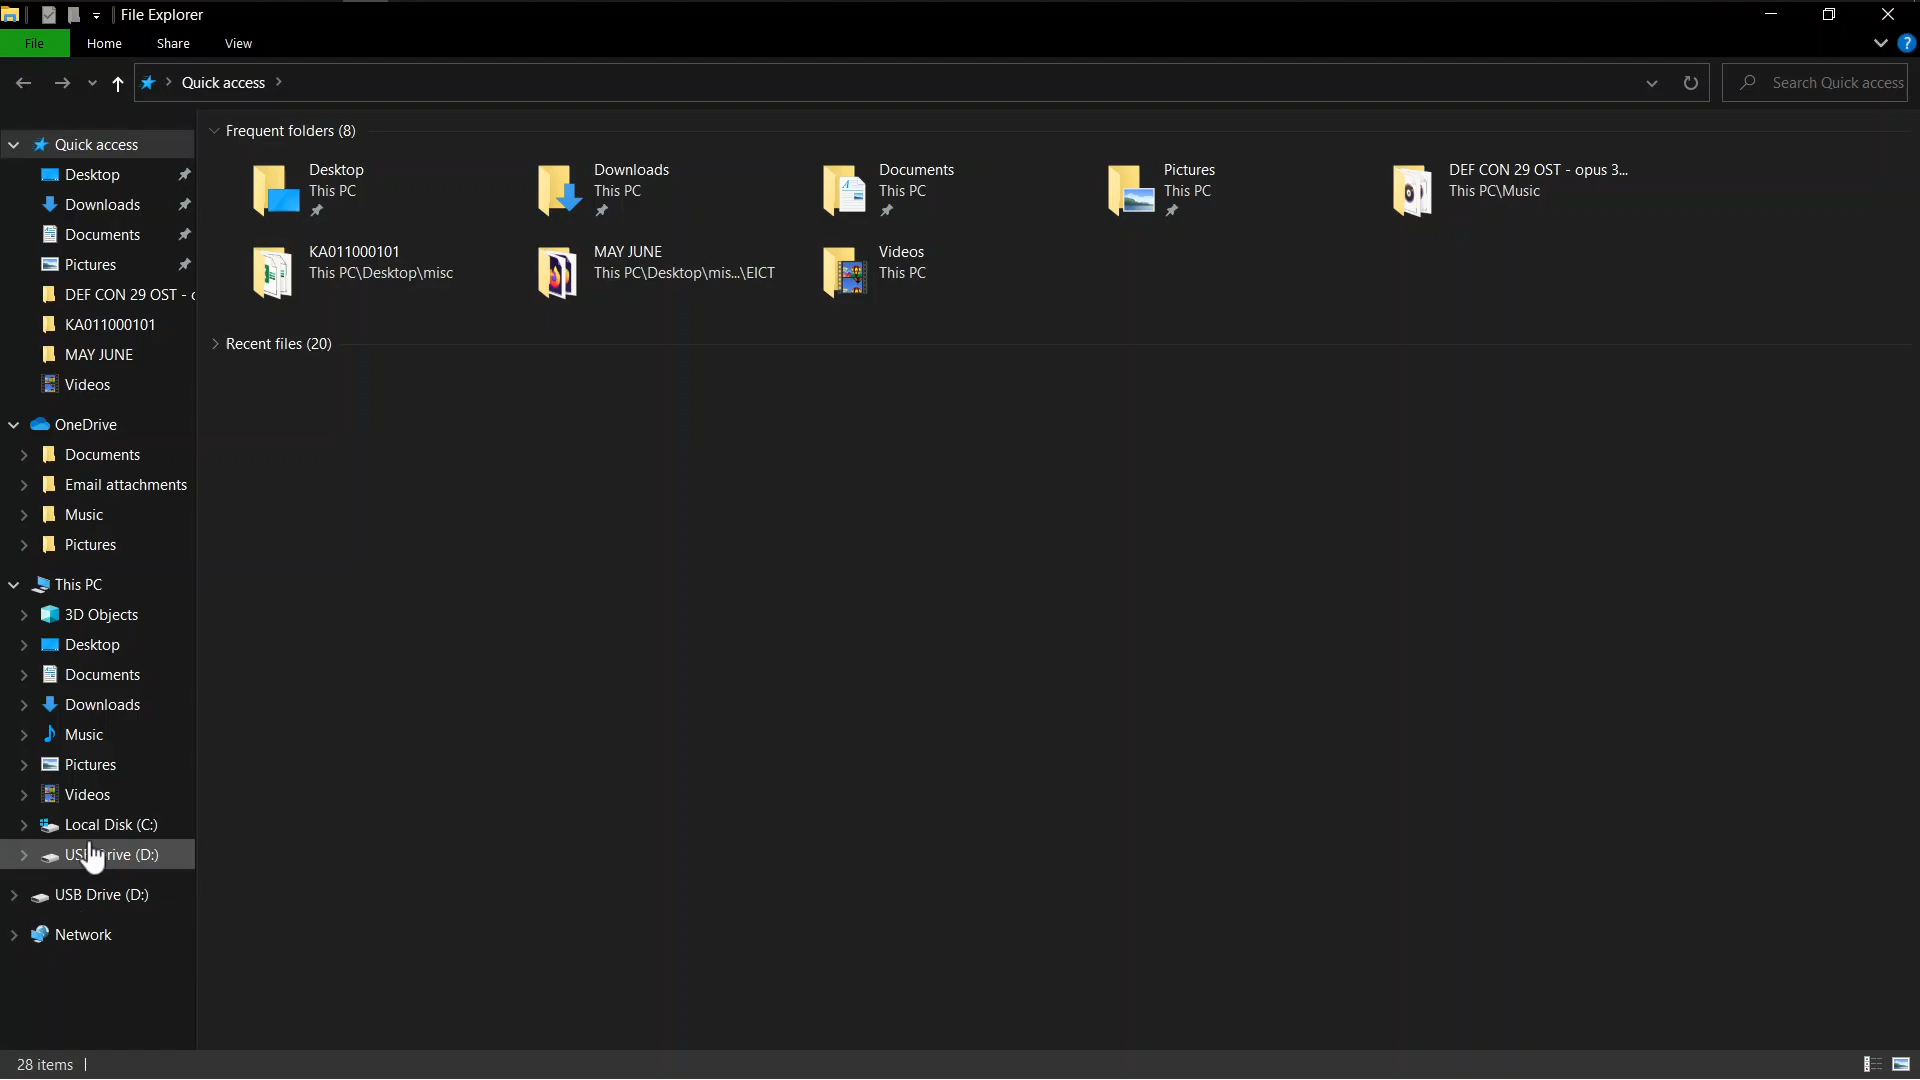 File Explorer
File
Home
Share
View
Quick access
Search Quick access
Quick access
Desktop
Downloads
Documents
Pictures
DEF CON 29 OST -
KA011000101
MAY JUNE
Videos
OneDrive
Documents
Email attachments
Music
Pictures
This PC
3D Objects
Desktop
Documents
Downloads
Music
Pictures
Videos
Local Disk (C:)
(D:)
USB Drive (D:)
Network
Frequent folders (8)
Desktop
This PC
Downloads
This PC
Documents
This PC
Pictures
This PC
DEF CON 29 OST - opus 3...
This PC\Music
KA011000101
This PC\Desktop\misc
MAY JUNE
This PC\Desktop\mis...\EICT
Videos
This PC
Recent files (20)
28 items